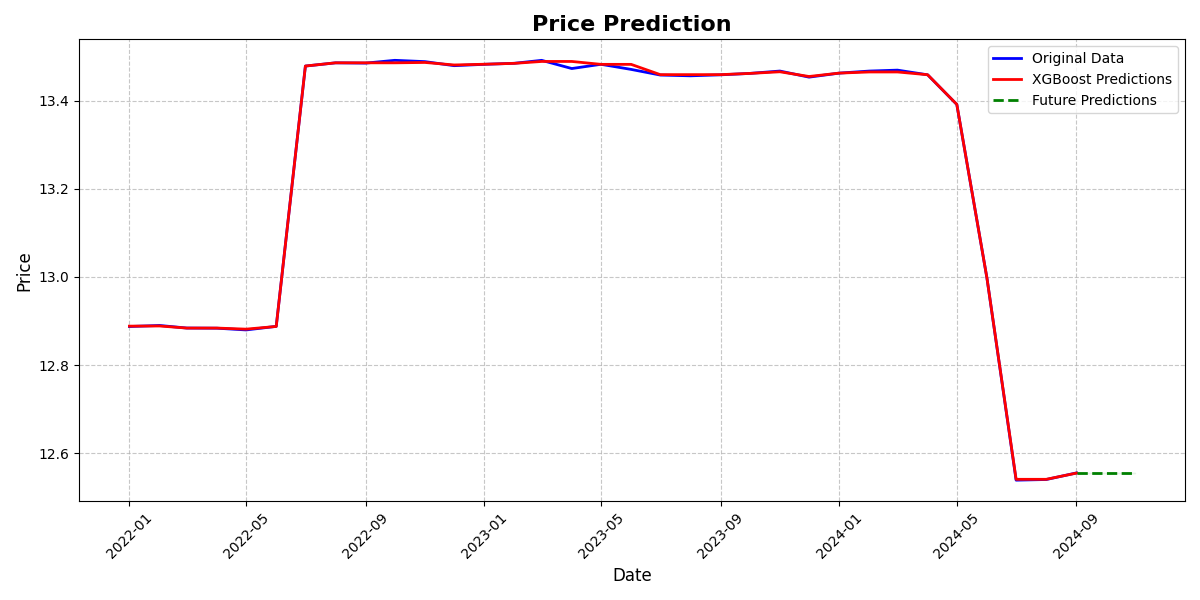 Price Prediction
Original Data
XGBoost Predictions
Future Predictions
Price
13.4
13.2
13.0
12.8
12.6
2022-01
2022-05
2022-09
2023-01
2023-05
2023-09
2024-01
2024-05
2024-09
Date